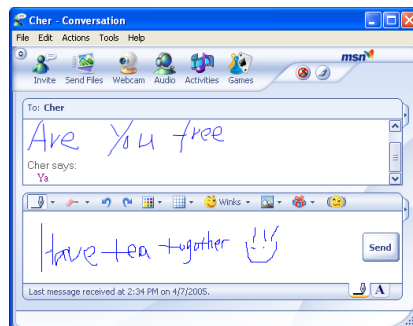 Cher - Conversation
File Edit Actions Tools Help
msn
Invite Send Files Webcam Audio Activities Games
To: Cher
Are You free
Cher says:
Ya
Winks
Have tea together
Send
Last message received at 2:34 PM on 4/7/2005.
A